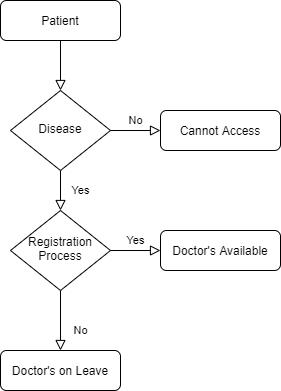 Patient
Disease
No
Cannot Access
Yes
Registration
Process
Yes
Doctor's Available
No
Doctor's on Leave